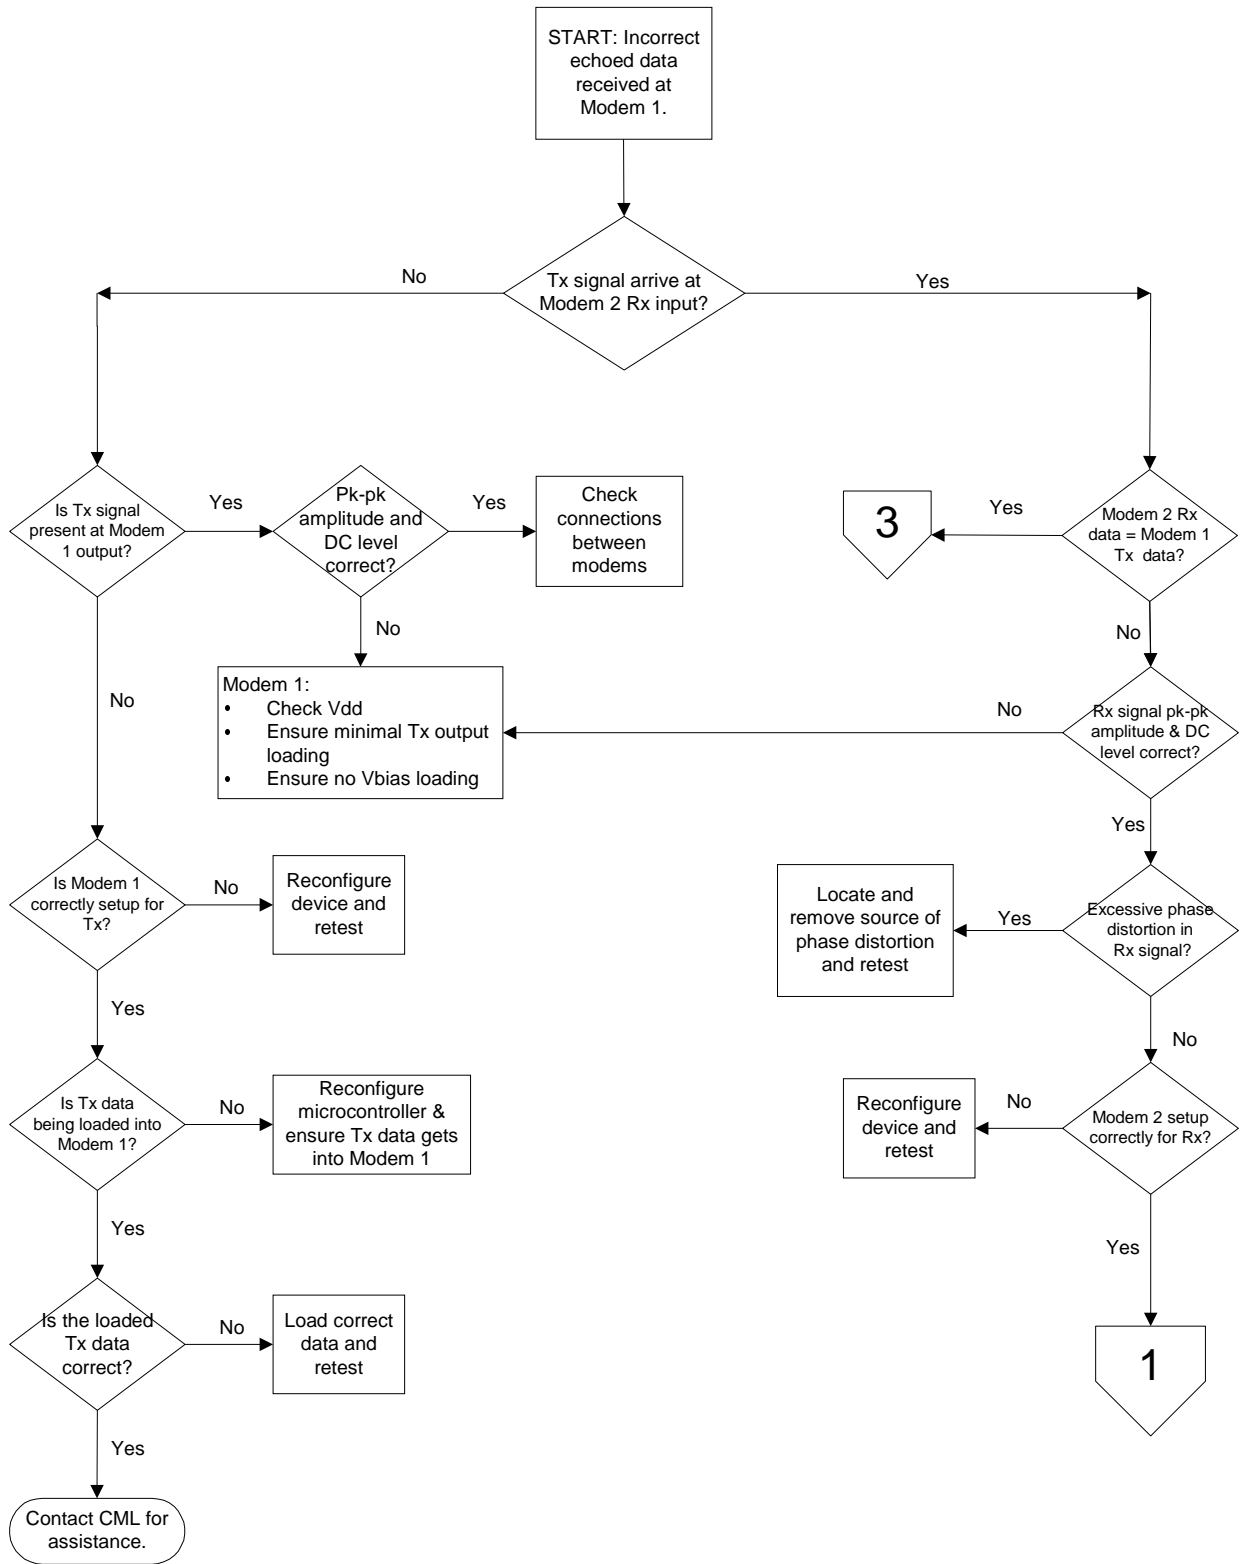 START: Incorrect
echoed data
received at
Modem 1.
Tx signal arrive at
Modem 2 Rx input?
No
Yes
Is Tx signal
present at Modem
1 output?
Yes
Pk-pk
amplitude and
DC level
correct?
Yes
Check
connections
between
modems
3
Yes
Modem 2 Rx
data = Modem 1
Tx data?
No
No
No
Modem 1:
• Check Vdd
• Ensure minimal Tx output
loading
• Ensure no Vbias loading
No
Rx signal pk-pk
amplitude & DC
level correct?
Yes
Is Modem 1
correctly setup for
Tx?
No
Reconfigure
device and
retest
Locate and
remove source of
phase distortion
and retest
Yes
Excessive phase
distortion in
Rx signal?
Yes
No
Is Tx data
being loaded into
Modem 1?
No
Reconfigure
microcontroller &
ensure Tx data gets
into Modem 1
Reconfigure
device and
retest
No
Modem 2 setup
correctly for Rx?
Yes
Yes
Is the loaded
Tx data
correct?
No
Load correct
data and
retest
1
Yes
Contact CML for
assistance.